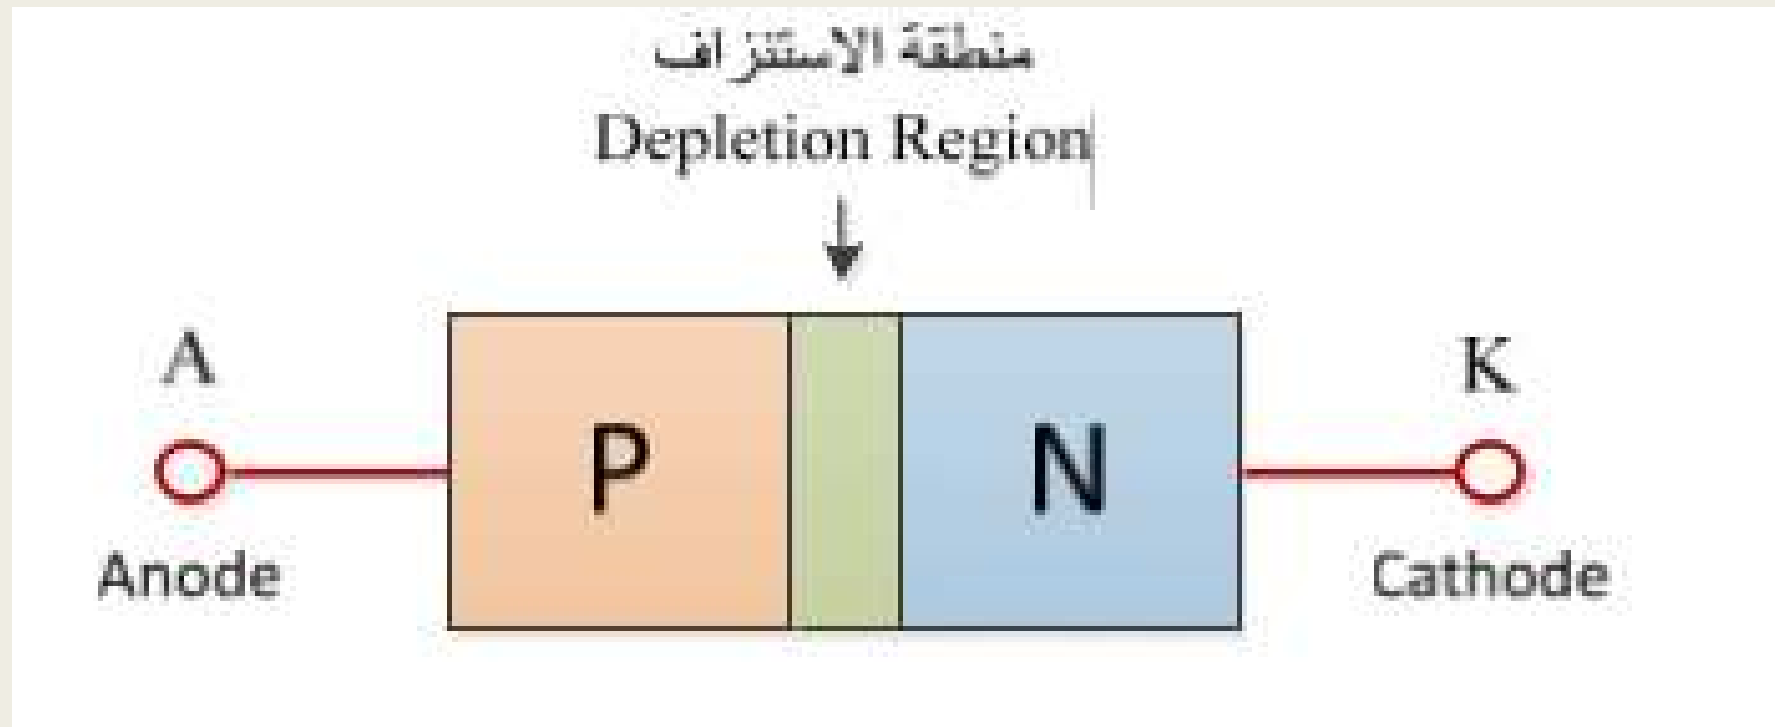 منطقة الاستنزاف
Depletion Region
A
K
P
N
Anode
Cathode